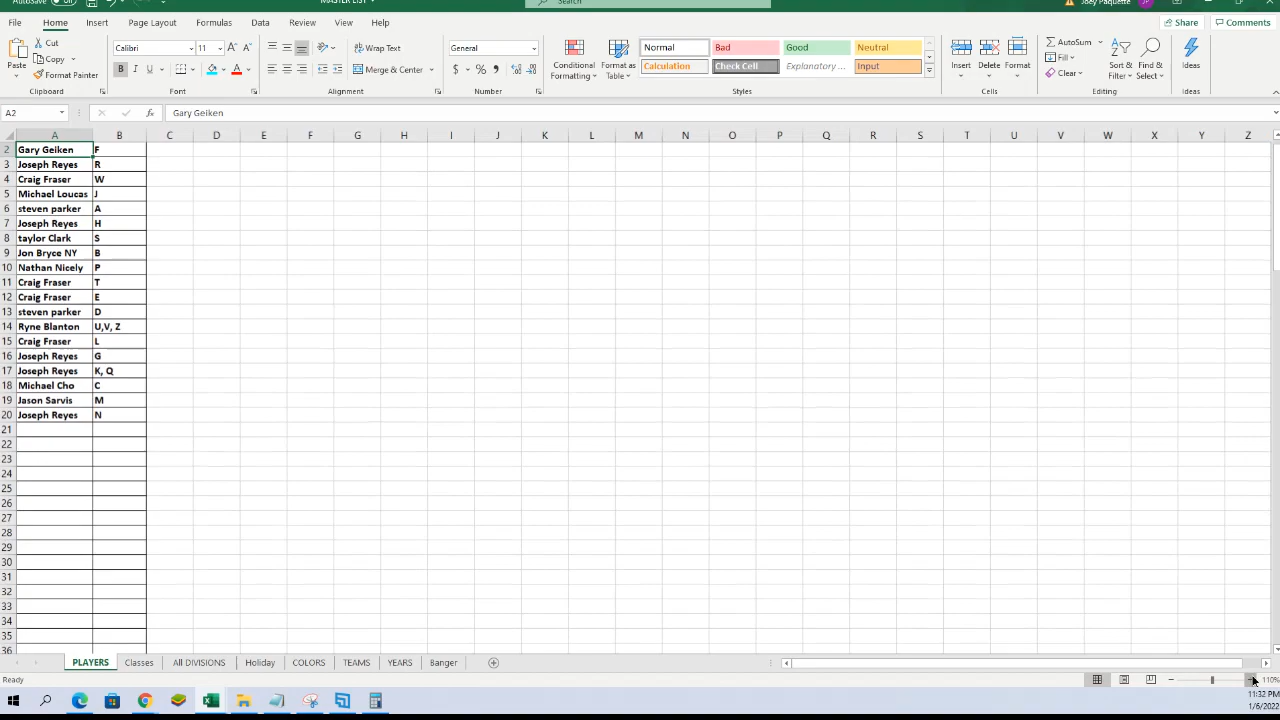 AutoSave
MASTER LIST
Search
Joey Paquette
JP
File Home Insert Page Layout Formulas Data Review View Help
Share Comments
Paste
Cut
Copy
Format Painter
Clipboard
Calibri 11
Font
Wrap Text
Merge & Center
Alignment
General
$ % ,
Number
Conditional Formatting
Format as Table
Normal Bad Good Neutral
Calculation Check Cell Explanatory ... Input
Styles
Insert Delete Format
Cells
AutoSum
Fill
Clear
Sort & Filter
Find & Select
Editing
Ideas
Ideas
A2 fx Gary Geiken
A B C D E F G H I J K L M N O P Q R S T U V W X Y Z
2 Gary Geiken F
3 Joseph Reyes R
4 Craig Fraser W
5 Michael Loucas J
6 steven parker A
7 Joseph Reyes H
8 taylor Clark S
9 Jon Bryce NY B
10 Nathan Nicely P
11 Craig Fraser T
12 Craig Fraser E
13 steven parker D
14 Ryne Blanton U,V, Z
15 Craig Fraser L
16 Joseph Reyes G
17 Joseph Reyes K, Q
18 Michael Cho C
19 Jason Sarvis M
20 Joseph Reyes N
21
22
23
24
25
26
27
28
29
30
31
32
33
34
35
36
PLAYERS Classes All DIVISIONS Holiday COLORS TEAMS YEARS Banger
Ready
110%
11:32 PM
1/6/2022